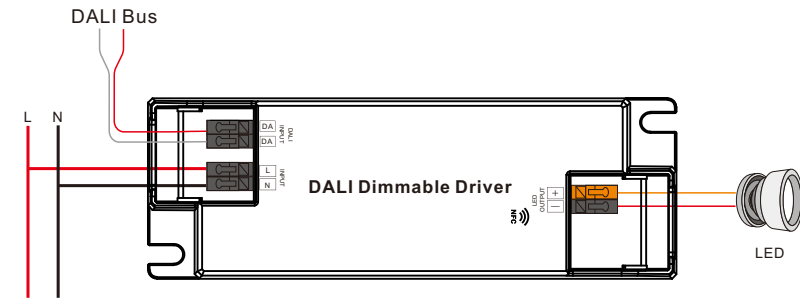 DALI Bus
L
N
DA
DA
DALI
INPUT
L
N
INPUT
DALI Dimmable Driver
NFC
LED
OUTPUT
+
—
LED